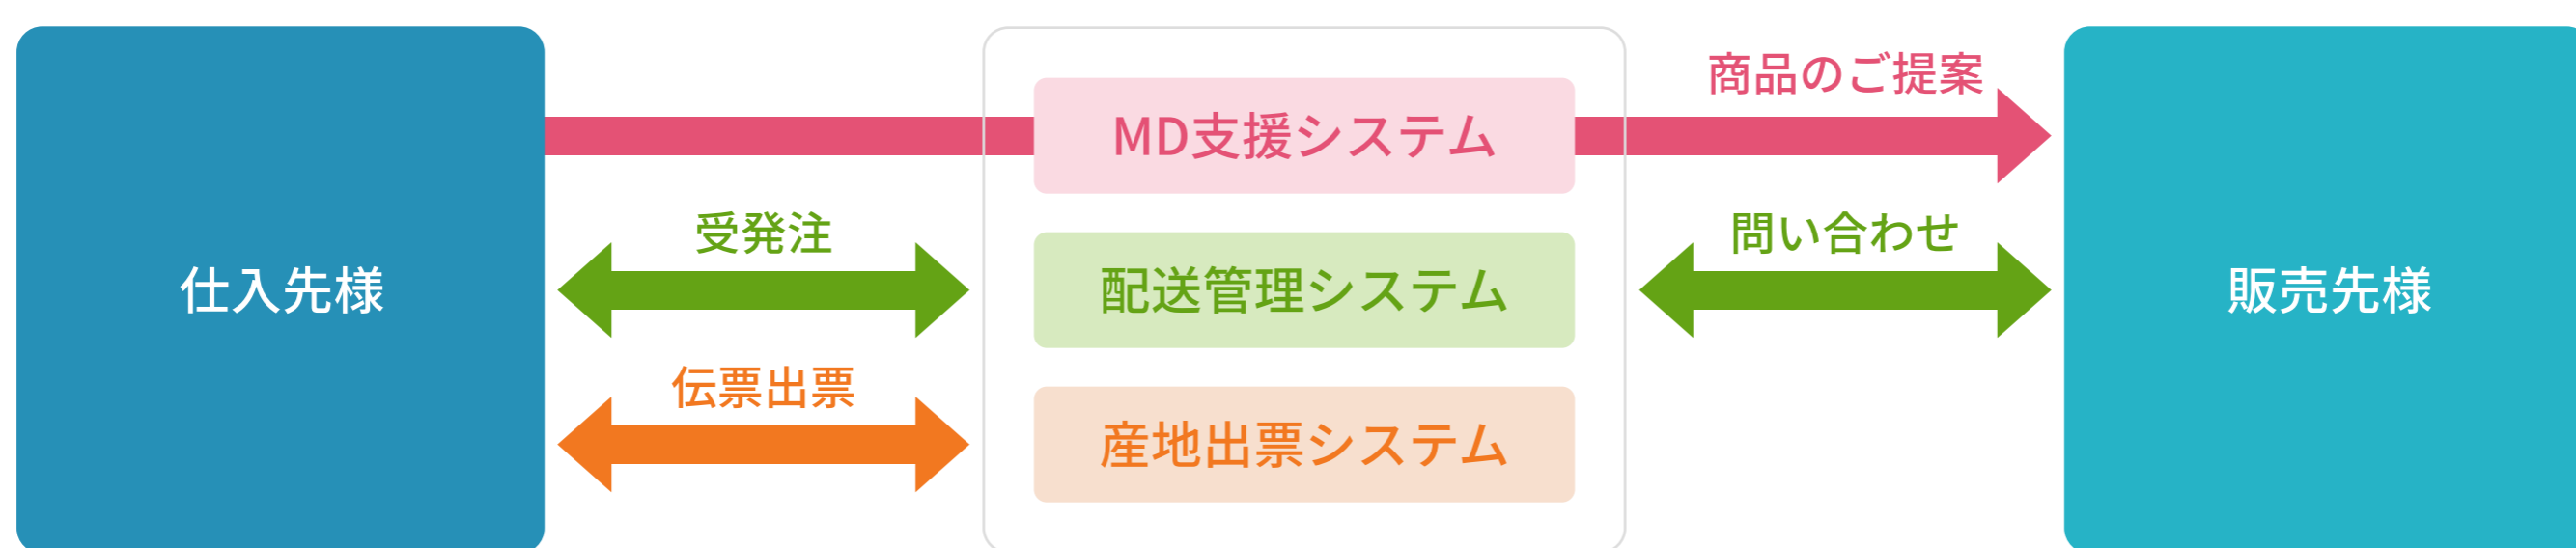 商品のご提案
MD支援システム
受発注
問い合わせ
仕入先様
配送管理システム
販売先様
伝票出票
産地出票システム